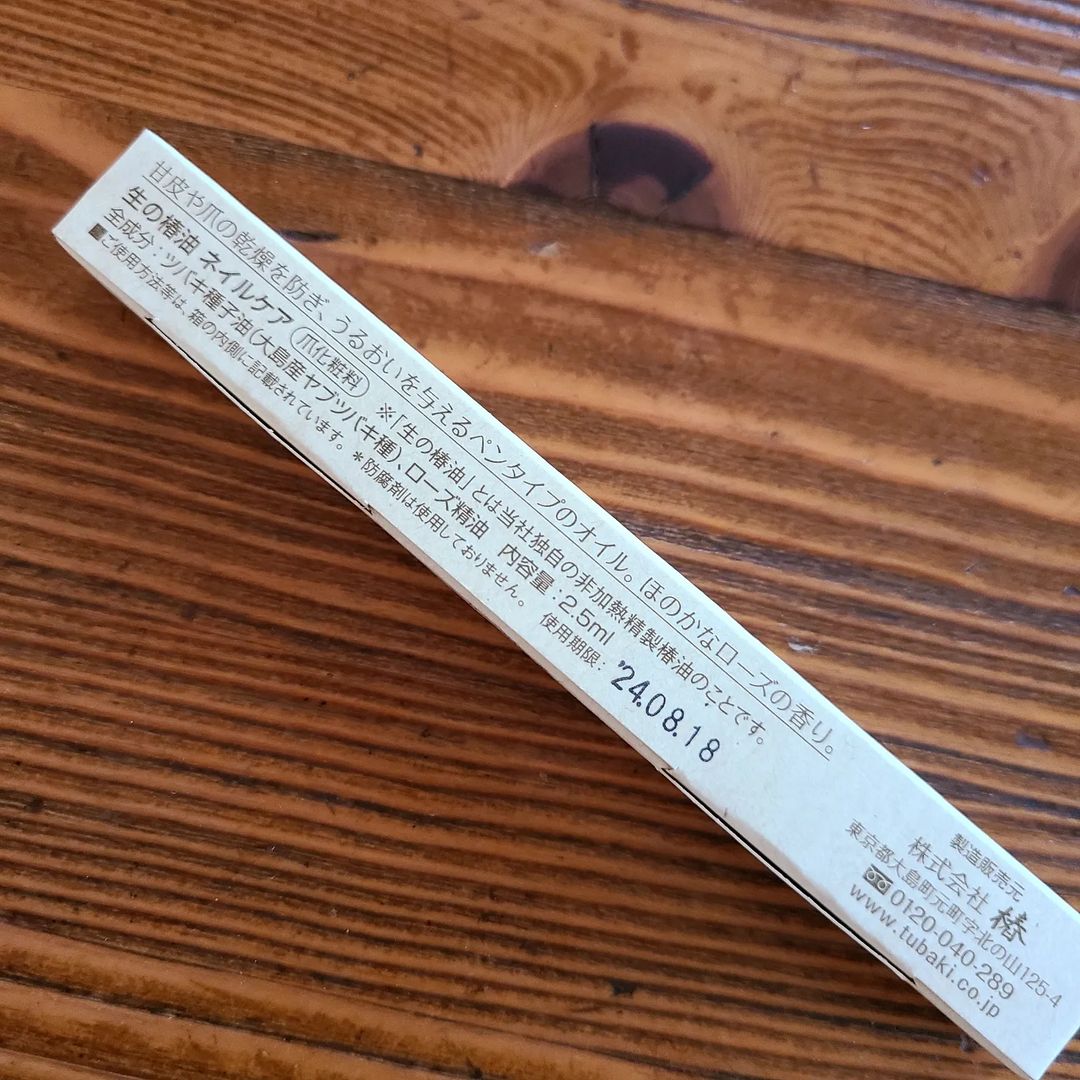 甘皮や爪の乾燥を防ぎ、うるおいを与えるペンタイプのオイル。ほのかなローズの香り。
生の椿油 ネイルケア 爪化粧料 ※「生の椿油」とは当社独自の非加熱精製椿油のことです。
全成分：ツバキ種子油(大島産ヤブツバキ種)、ローズ精油 内容量：2.5ml
■ご使用方法等は、箱の内側に記載されています。 ＊防腐剤は使用しておりません。
使用期限： '24.08.18
製造販売元
株式会社 椿
東京都大島町元町字北の山125-4
0120-040-289
www.tubaki.co.jp